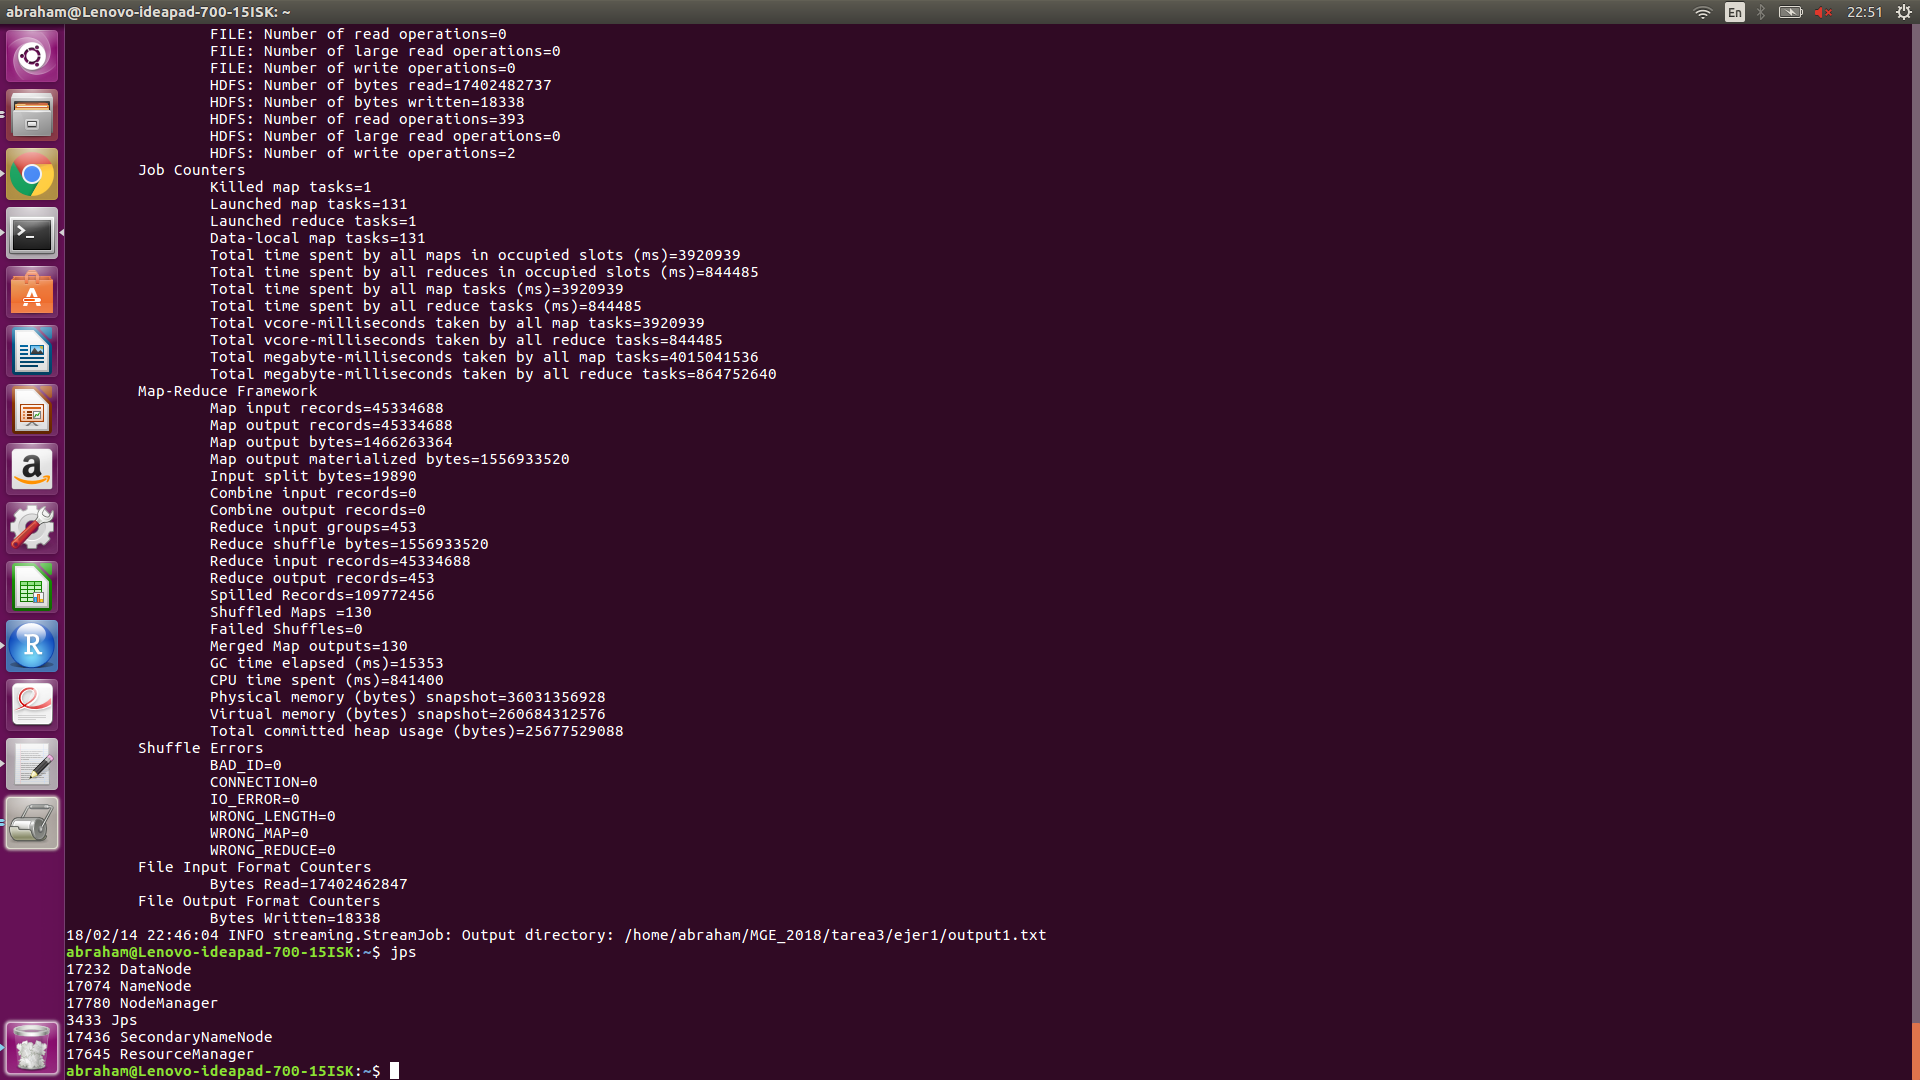 abraham@Lenovo-ideapad-700-15ISK: ~
En
22:51
FILE: Number of read operations=0
FILE: Number of large read operations=0
FILE: Number of write operations=0
HDFS: Number of bytes read=17402482737
HDFS: Number of bytes written=18338
HDFS: Number of read operations=393
HDFS: Number of large read operations=0
HDFS: Number of write operations=2
Job Counters
Killed map tasks=1
Launched map tasks=131
Launched reduce tasks=1
Data-local map tasks=131
Total time spent by all maps in occupied slots (ms)=3920939
Total time spent by all reduces in occupied slots (ms)=844485
Total time spent by all map tasks (ms)=3920939
Total time spent by all reduce tasks (ms)=844485
Total vcore-milliseconds taken by all map tasks=3920939
Total vcore-milliseconds taken by all reduce tasks=844485
Total megabyte-milliseconds taken by all map tasks=4015041536
Total megabyte-milliseconds taken by all reduce tasks=864752640
Map-Reduce Framework
Map input records=45334688
Map output records=45334688
Map output bytes=1466263364
Map output materialized bytes=1556933520
Input split bytes=19890
Combine input records=0
Combine output records=0
Reduce input groups=453
Reduce shuffle bytes=1556933520
Reduce input records=45334688
Reduce output records=453
Spilled Records=109772456
Shuffled Maps =130
Failed Shuffles=0
Merged Map outputs=130
GC time elapsed (ms)=15353
CPU time spent (ms)=841400
Physical memory (bytes) snapshot=36031356928
Virtual memory (bytes) snapshot=260684312576
Total committed heap usage (bytes)=25677529088
Shuffle Errors
BAD_ID=0
CONNECTION=0
IO_ERROR=0
WRONG_LENGTH=0
WRONG_MAP=0
WRONG_REDUCE=0
File Input Format Counters
Bytes Read=17402462847
File Output Format Counters
Bytes Written=18338
18/02/14 22:46:04 INFO streaming.StreamJob: Output directory: /home/abraham/MGE_2018/tarea3/ejer1/output1.txt
abraham@Lenovo-ideapad-700-15ISK:~$ jps
17232 DataNode
17074 NameNode
17780 NodeManager
3433 Jps
17436 SecondaryNameNode
17645 ResourceManager
abraham@Lenovo-ideapad-700-15ISK:~$